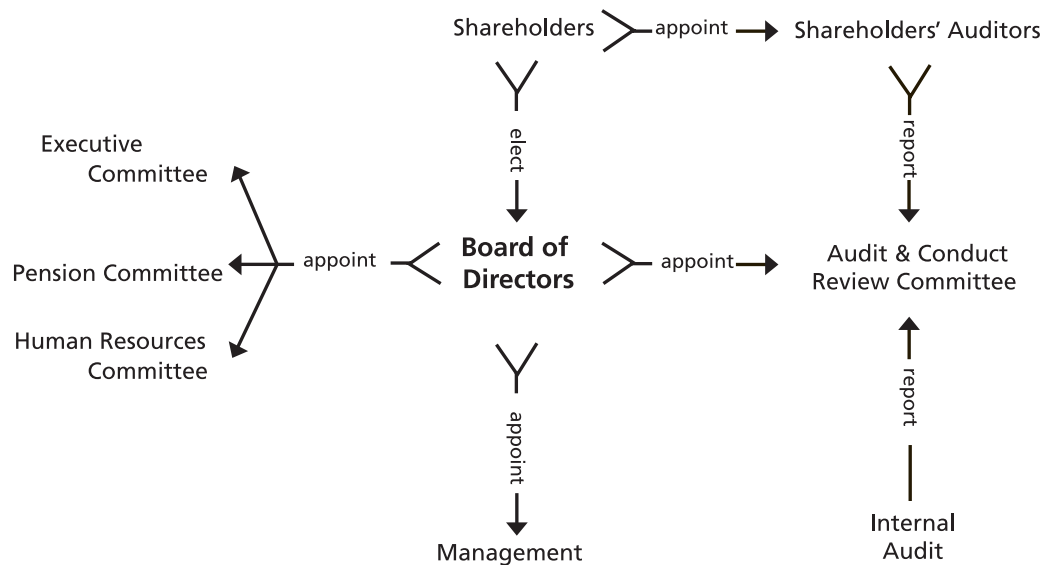 Shareholders
appoint
Shareholders' Auditors
elect
report
Executive
Committee
Pension Committee
Human Resources
Committee
appoint
Board of
Directors
appoint
Audit & Conduct
Review Committee
appoint
report
Management
Internal
Audit